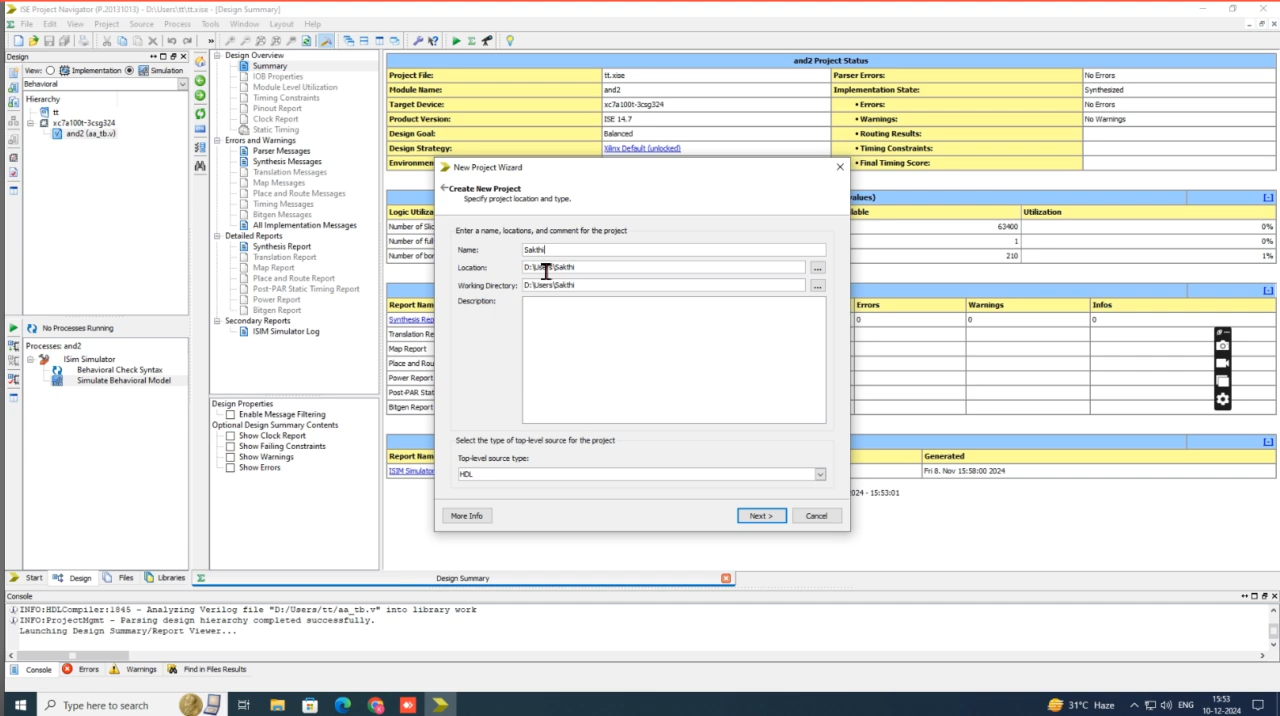 ISE Project Navigator (P.20131013) - D:\Users\tt\tt.xise - [Design Summary]
File Edit View Project Source Process Tools Window Layout Help
Design
View: Implementation Simulation
Behavioral
Hierarchy
tt
xc7a100t-3csg324
and2 (aa_tb.v)
No Processes Running
Processes: and2
ISim Simulator
Behavioral Check Syntax
Simulate Behavioral Model
Design Overview
Summary
IOB Properties
Module Level Utilization
Timing Constraints
Pinout Report
Clock Report
Static Timing
Errors and Warnings
Parser Messages
Synthesis Messages
Translation Messages
Map Messages
Place and Route Messages
Timing Messages
Bitgen Messages
All Implementation Messages
Detailed Reports
Synthesis Report
Translation Report
Map Report
Place and Route Report
Post-PAR Static Timing Report
Power Report
Bitgen Report
Secondary Reports
ISIM Simulator Log
Design Properties
Enable Message Filtering
Optional Design Summary Contents
Show Clock Report
Show Failing Constraints
Show Warnings
Show Errors
and2 Project Status
Project File: tt.xise Parser Errors: No Errors
Module Name: and2 Implementation State: Synthesized
Target Device: xc7a100t-3csg324 • Errors: No Errors
Product Version: ISE 14.7 • Warnings: No Warnings
Design Goal: Balanced • Routing Results:
Design Strategy: Xilinx Default (unlocked) • Timing Constraints:
Environmen • Final Timing Score:
alues) [-]
Logic Utiliza lable Utilization
Number of Slic 63400 0%
Number of full 1 0%
Number of bor 210 1%
[-]
Report Nam Errors Warnings Infos
Synthesis Rep 0 0 0
Translation Re
Map Report
Place and Rou
Power Report
Post-PAR Stat
Bitgen Report
[-]
Report Nam Generated
ISIM Simulator Fri 8. Nov 15:58:00 2024
024 - 15:53:01
New Project Wizard
Create New Project
Specify project location and type.
Enter a name, locations, and comment for the project
Name: Sakthi
Location: D:\Users\Sakthi ...
Working Directory: D:\Users\Sakthi ...
Description:
Select the type of top-level source for the project
Top-level source type:
HDL
More Info Next > Cancel
Start Design Files Libraries
Design Summary
Console
INFO:HDLCompiler:1845 - Analyzing Verilog file "D:/Users/tt/aa_tb.v" into library work
INFO:ProjectMgmt - Parsing design hierarchy completed successfully.
Launching Design Summary/Report Viewer...
Console Errors Warnings Find in Files Results
Type here to search
31°C Haze ENG 15:53
10-12-2024